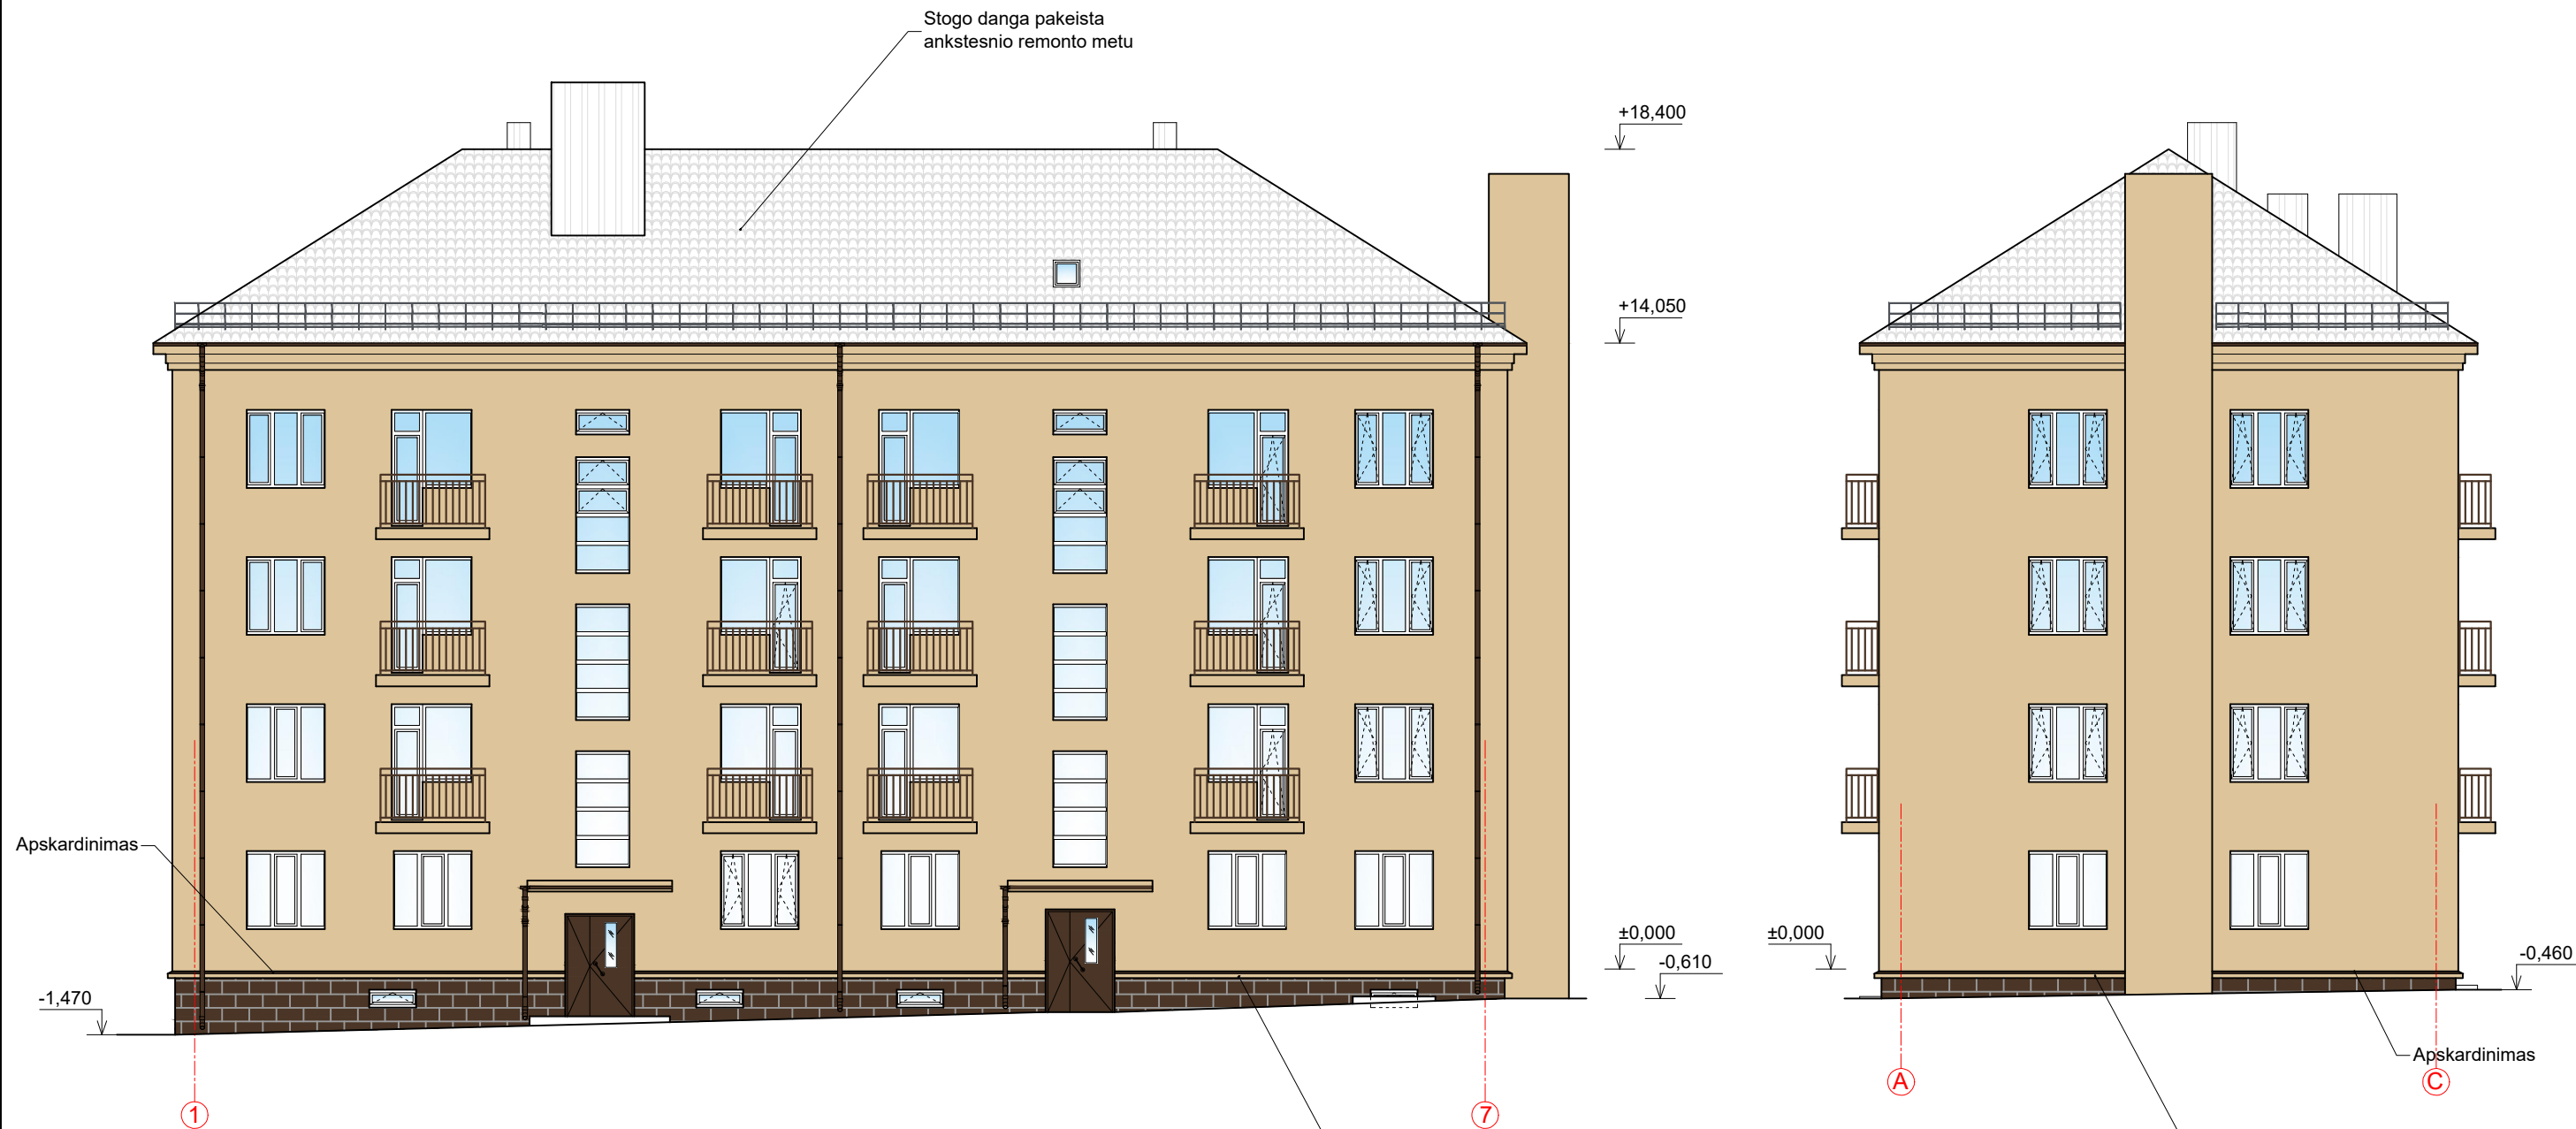 Stogo danga pakeista
ankstesnio remonto metu
+18,400
+14,050
Apskardinimas
±0,000
±0,000
-0,610
-0,460
-1,470
Apskardinimas
A
C
1
7